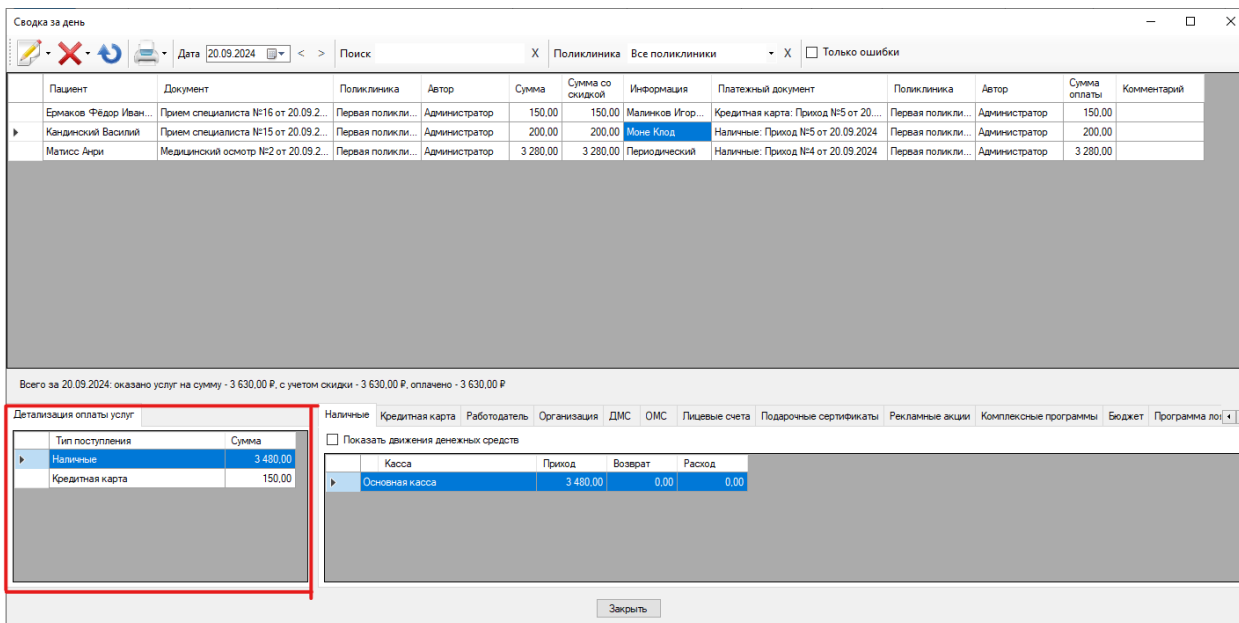 Сводка за день
Дата 20.09.2024 < > Поиск X Поликлиника Все поликлиники X Только ошибки
Пациент Документ Поликлиника Автор Сумма Сумма со скидкой Информация Платежный документ Поликлиника Автор Сумма оплаты Комментарий
Ермаков Фёдор Иван... Прием специалиста №16 от 20.09.2... Первая поликли... Администратор 150,00 150,00 Малинков Игор... Кредитная карта: Приход №5 от 20.... Первая поликли... Администратор 150,00
Кандинский Василий Прием специалиста №15 от 20.09.2... Первая поликли... Администратор 200,00 200,00 Моне Клод Наличные: Приход №5 от 20.09.2024 Первая поликли... Администратор 200,00
Матисс Анри Медицинский осмотр №2 от 20.09.2... Первая поликли... Администратор 3 280,00 3 280,00 Периодический Наличные: Приход №4 от 20.09.2024 Первая поликли... Администратор 3 280,00
Всего за 20.09.2024: оказано услуг на сумму - 3 630,00 ₽, с учетом скидки - 3 630,00 ₽, оплачено - 3 630,00 ₽
Детализация оплаты услуг
Тип поступления Сумма
Наличные 3 480,00
Кредитная карта 150,00
Наличные Кредитная карта Работодатель Организация ДМС ОМС Лицевые счета Подарочные сертификаты Рекламные акции Комплексные программы Бюджет Программа
Показать движения денежных средств
Касса Приход Возврат Расход
Основная касса 3 480,00 0,00 0,00
Закрыть